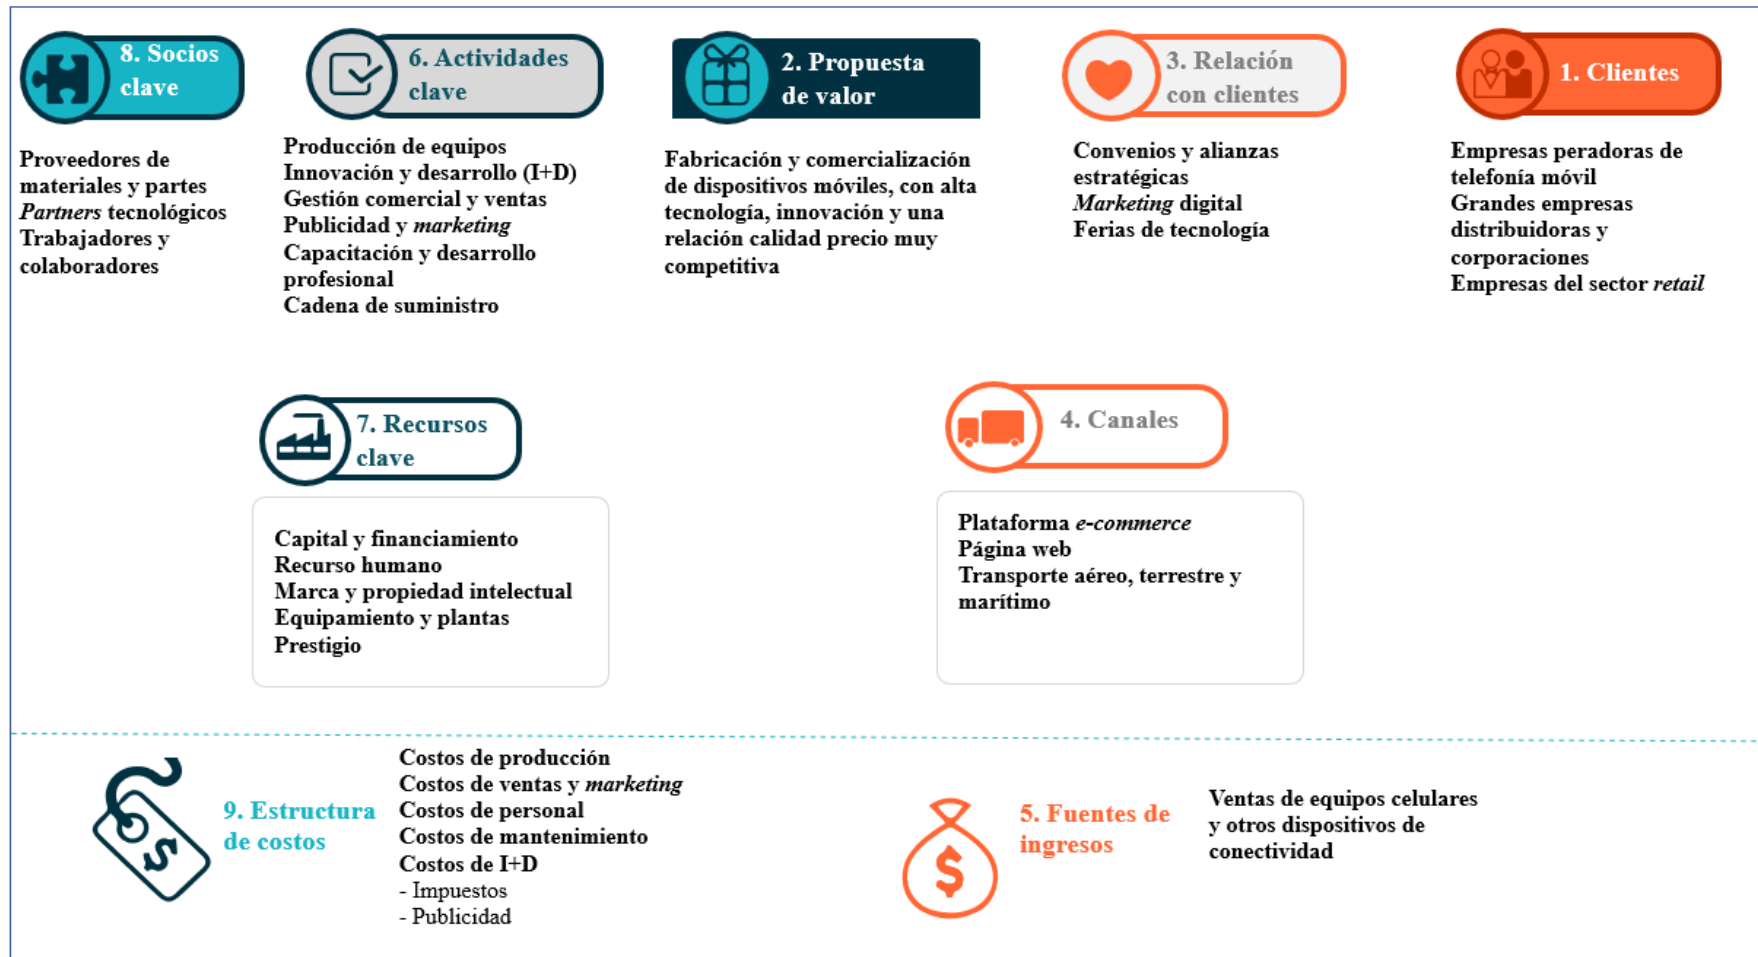 8. Socios
clave
Proveedores de
materiales y partes
Partners tecnológicos
Trabajadores y
colaboradores
6. Actividades
clave
Producción de equipos
Innovación y desarrollo (I+D)
Gestión comercial y ventas
Publicidad y marketing
Capacitación y desarrollo
profesional
Cadena de suministro
2. Propuesta
de valor
Fabricación y comercialización
de dispositivos móviles, con alta
tecnología, innovación y una
relación calidad precio muy
competitiva
3. Relación
con clientes
Convenios y alianzas
estratégicas
Marketing digital
Ferias de tecnología
1. Clientes
Empresas peradoras de
telefonía móvil
Grandes empresas
distribuidoras y
corporaciones
Empresas del sector retail
7. Recursos
clave
Capital y financiamiento
Recurso humano
Marca y propiedad intelectual
Equipamiento y plantas
Prestigio
4. Canales
Plataforma e-commerce
Página web
Transporte aéreo, terrestre y
marítimo
$
9. Estructura
de costos
Costos de producción
Costos de ventas y marketing
Costos de personal
Costos de mantenimiento
Costos de I+D
- Impuestos
- Publicidad
$
5. Fuentes de
ingresos
Ventas de equipos celulares
y otros dispositivos de
conectividad